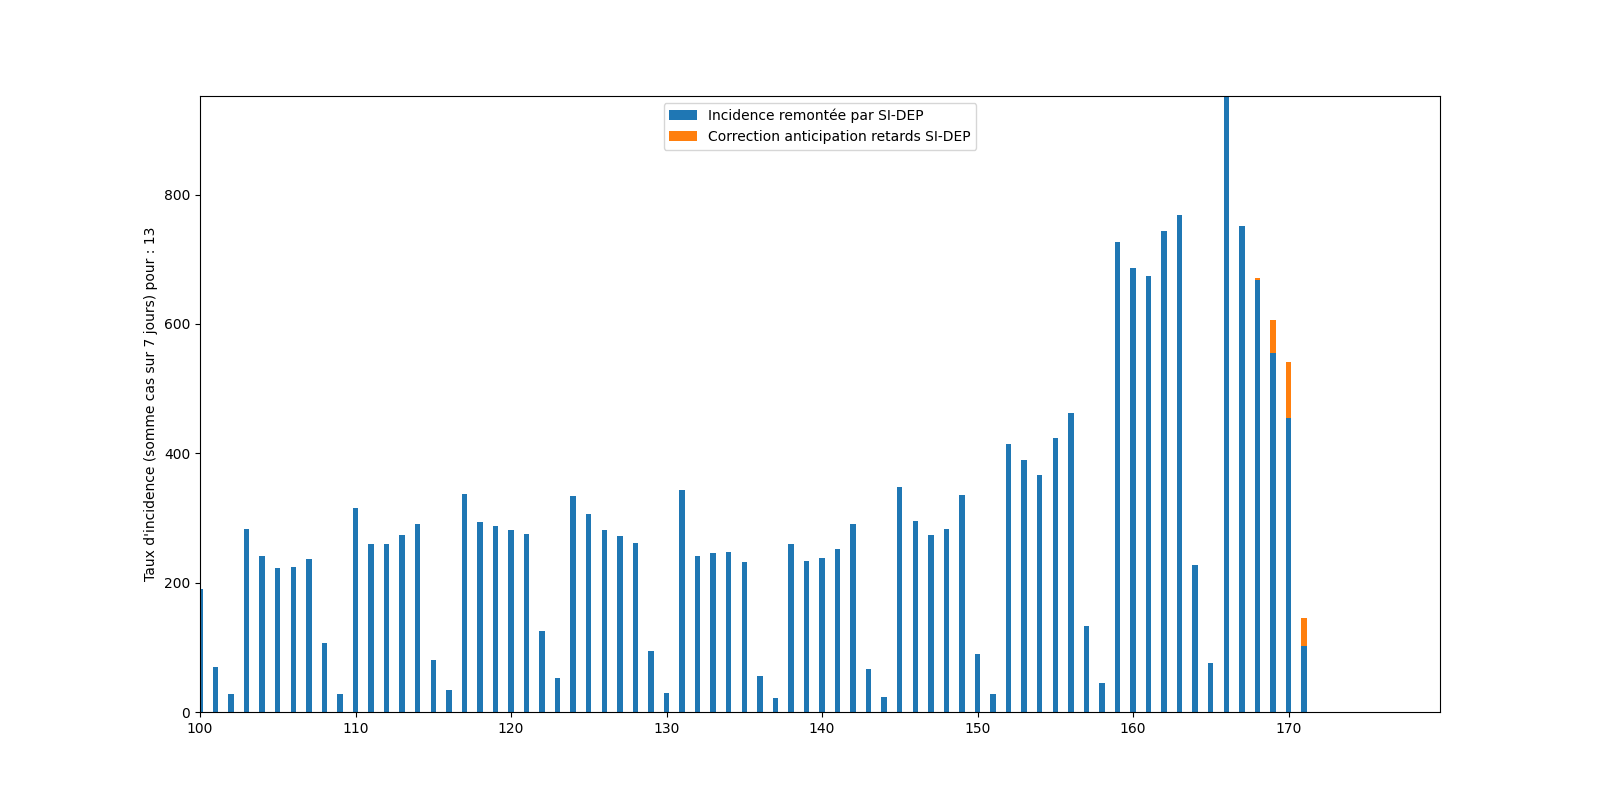 Incidence remontée par SI-DEP
Correction anticipation retards SI-DEP
Taux d'incidence (somme cas sur 7 jours) pour : 13
800
600
400
200
0
100 110 120 130 140 150 160 170